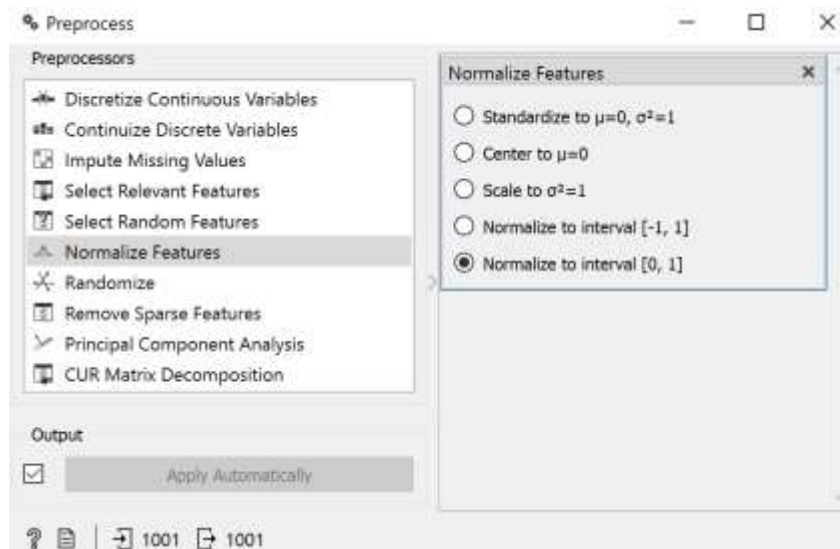 Preprocess
Preprocessors
Discretize Continuous Variables
Continuize Discrete Variables
Impute Missing Values
Select Relevant Features
Select Random Features
Normalize Features
Randomize
Remove Sparse Features
Principal Component Analysis
CUR Matrix Decomposition
Normalize Features
Standardize to μ=0, σ²=1
Center to μ=0
Scale to σ²=1
Normalize to interval [-1, 1]
Normalize to interval [0, 1]
Output
Apply Automatically
? 1001 1001